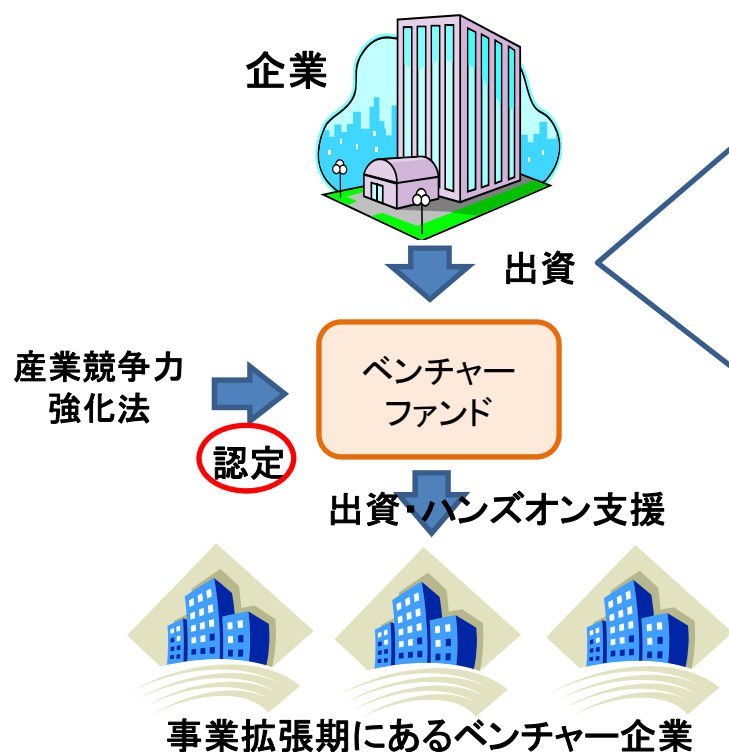 企業
出資
産業競争力
強化法
ベンチャー
ファンド
認定
出資・ハンズオン支援
事業拡張期にあるベンチャー企業